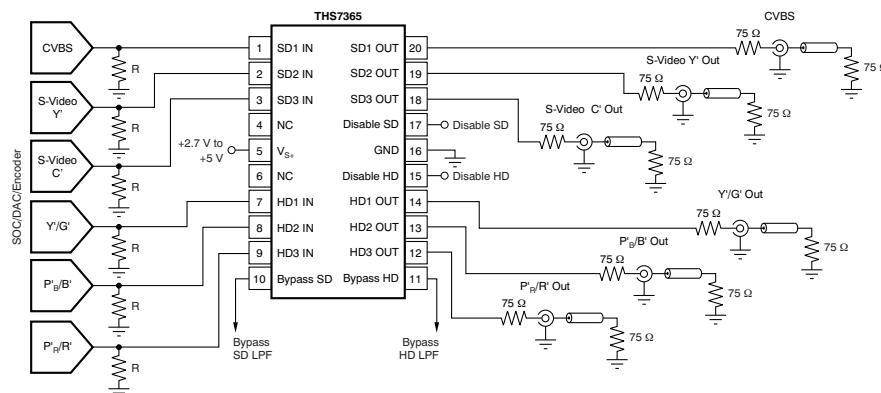 THS7365
CVBS
CVBS
R
1 SD1 IN SD1 OUT 20
75 Ω
75 Ω
S-Video Y' Out
S-Video Y'
R
2 SD2 IN SD2 OUT 19
75 Ω
75 Ω
S-Video C' Out
S-Video C'
R
3 SD3 IN SD3 OUT 18
75 Ω
75 Ω
4 NC Disable SD 17 Disable SD
+2.7 V to +5 V
5 VS+ GND 16
6 NC Disable HD 15 Disable HD
SOC/DAC/Encoder
Y'/G'
R
7 HD1 IN HD1 OUT 14
Y'/G' Out
75 Ω
75 Ω
P'B/B'
R
8 HD2 IN HD2 OUT 13
P'B/B' Out
75 Ω
75 Ω
P'R/R'
R
9 HD3 IN HD3 OUT 12
P'R/R' Out
75 Ω
75 Ω
10 Bypass SD Bypass HD 11
Bypass
SD LPF
Bypass
HD LPF